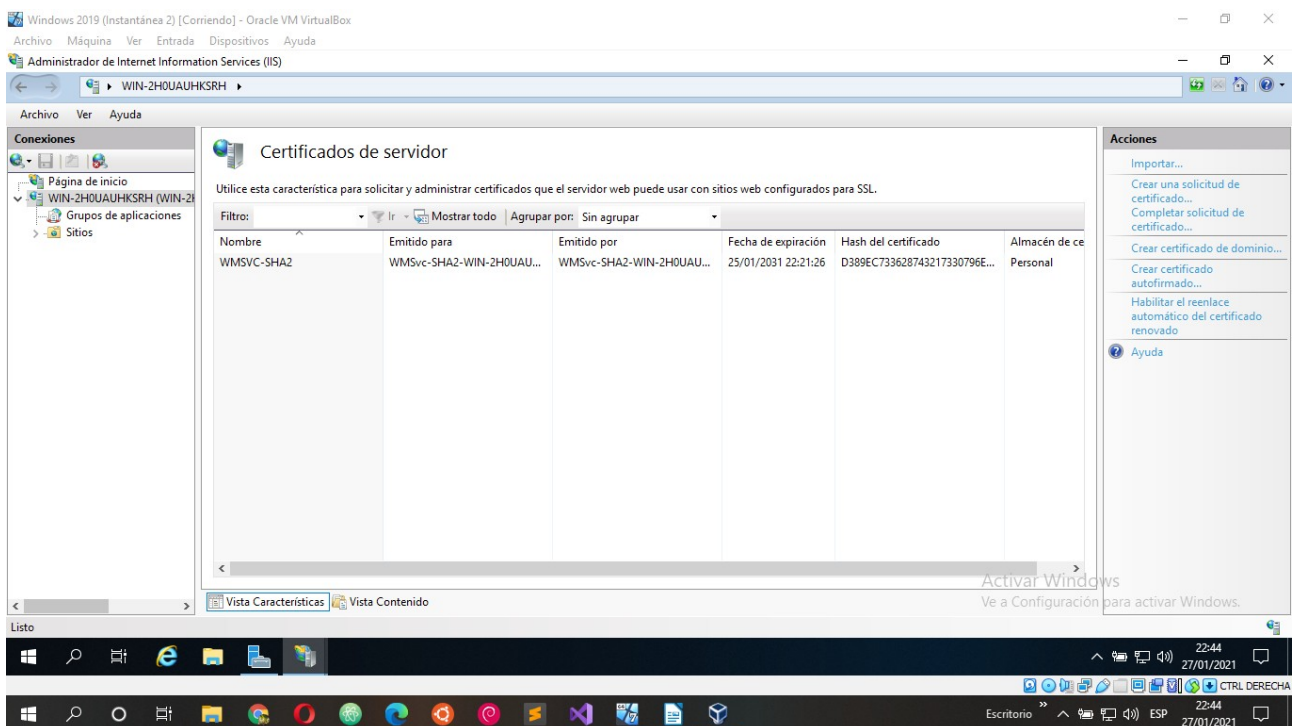 Windows 2019 (Instantánea 2) [Corriendo] - Oracle VM VirtualBox
Archivo Máquina Ver Entrada Dispositivos Ayuda
Administrador de Internet Information Services (IIS)
WIN-2H0UAUHKSRH
Archivo Ver Ayuda
Conexiones
Página de inicio
WIN-2H0UAUHKSRH (WIN-2H
Grupos de aplicaciones
Sitios
Certificados de servidor
Utilice esta característica para solicitar y administrar certificados que el servidor web puede usar con sitios web configurados para SSL.
Filtro: Ir Mostrar todo Agrupar por: Sin agrupar
Nombre Emitido para Emitido por Fecha de expiración Hash del certificado Almacén de ce
WMSVC-SHA2 WMSvc-SHA2-WIN-2H0UAU... WMSvc-SHA2-WIN-2H0UAU... 25/01/2031 22:21:26 D389EC733628743217330796E... Personal
Acciones
Importar...
Crear una solicitud de
certificado...
Completar solicitud de
certificado...
Crear certificado de dominio...
Crear certificado
autofirmado...
Habilitar el reenlace
automático del certificado
renovado
Ayuda
Activar Windows
Ve a Configuración para activar Windows.
Vista Características Vista Contenido
Listo
22:44
27/01/2021
CTRL DERECHA
Escritorio ESP
22:44
27/01/2021